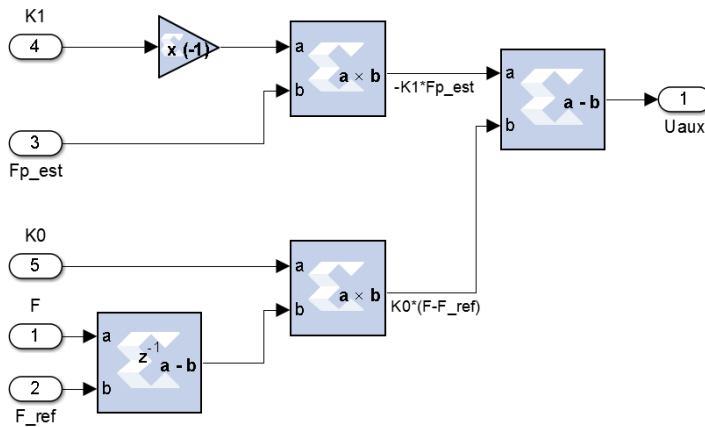 K1
4
x (-1)
a
b
a × b
-K1*Fp_est
a
b
a - b
1
Uaux
3
Fp_est
K0
5
a
b
a × b
K0*(F-F_ref)
F
1
a
b
z-1
a - b
2
F_ref